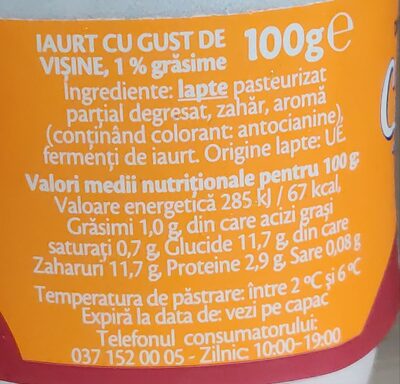 IAURT CU GUST DE
VIȘINE, 1 % grăsime 100g℮
Ingrediente: lapte pasteurizat
parțial degresat, zahăr, aromă
(conținând colorant: antocianine),
fermenți de iaurt. Origine lapte: UE.
Valori medii nutriționale pentru 100 g:
Valoare energetică 285 kJ / 67 kcal,
Grăsimi 1,0 g, din care acizi grași
saturați 0,7 g, Glucide 11,7 g, din care
Zaharuri 11,7 g, Proteine 2,9 g, Sare 0,08 g
Temperatura de păstrare: între 2 °C și 6 °C
Expiră la data de: vezi pe capac
Telefonul consumatorului:
037 152 00 05 - Zilnic: 10:00-19:00